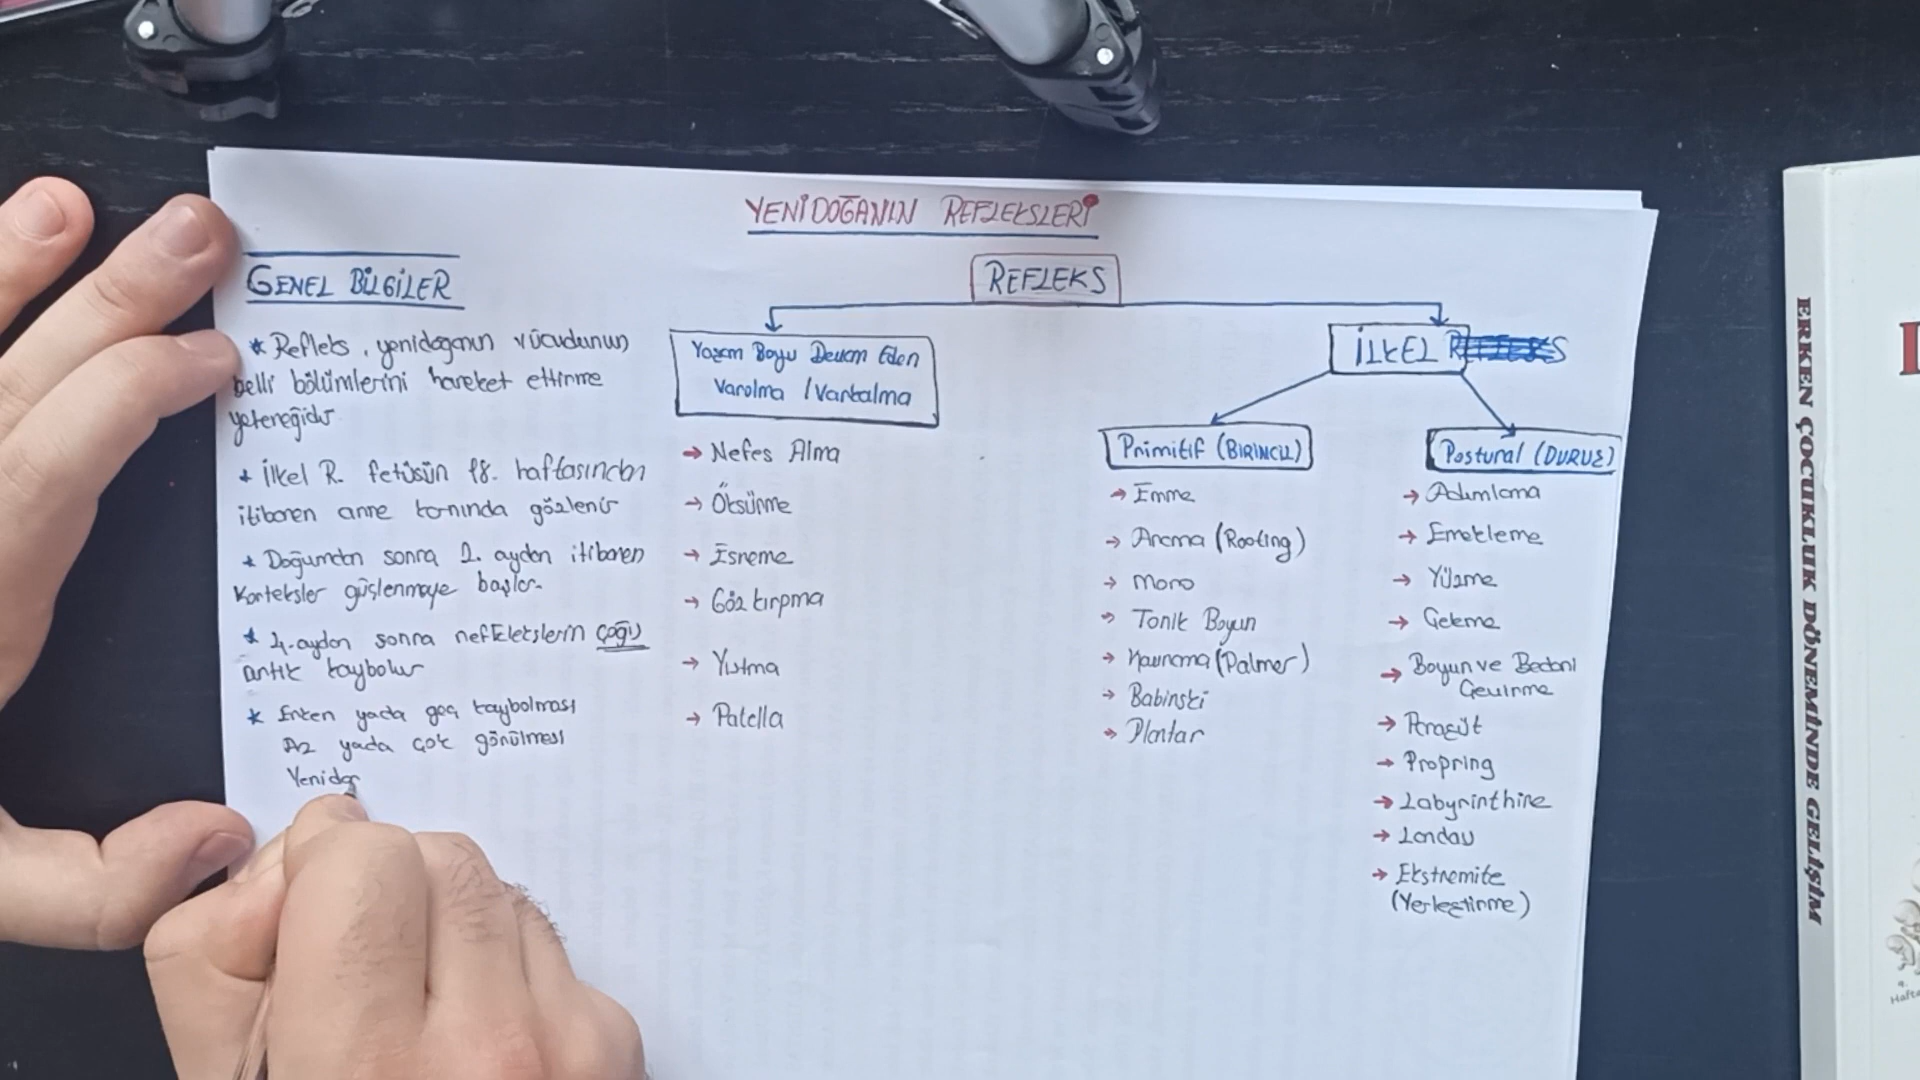 YENİDOĞANIN REFLEKSLERİ
GENEL BİLGİLER
* Refleks, yenidoğanın vücudunun
belli bölümlerini hareket ettirme
yeteneğidir
* İlkel R. fetüsün 18. haftasından
itibaren anne karnında gözlenir
* Doğumdan sonra 2. aydan itibaren
Korteksler güçlenmeye başlar.
* 4. aydan sonra reflekslerin çoğu
artık kaybolur
* Erken yada geç kaybolması
Az yada çok görülmesi
Yenidoğ
REFLEKS
Yaşam Boyu Devam Eden
Varolma / Varkalma
→ Nefes Alma
→ Öksürme
→ Esneme
→ Göz kırpma
→ Yutma
→ Patella
İLKEL
Primitif (BİRİNCİL)
→ Emme
→ Arama (Rooting)
→ Moro
→ Tonik Boyun
→ Kavrama (Palmer)
→ Babinski
→ Plantar
Postural (DURUŞ)
→ Adımlama
→ Emekleme
→ Yüzme
→ Çekme
→ Boyun ve Bedeni
Çevirme
→ Paraşüt
→ Propring
→ Labyrinthine
→ Landau
→ Ekstremite
(Yerleştirme)
ERKEN ÇOCUKLUK DÖNEMİNDE GELİŞİM
9.
Hafta